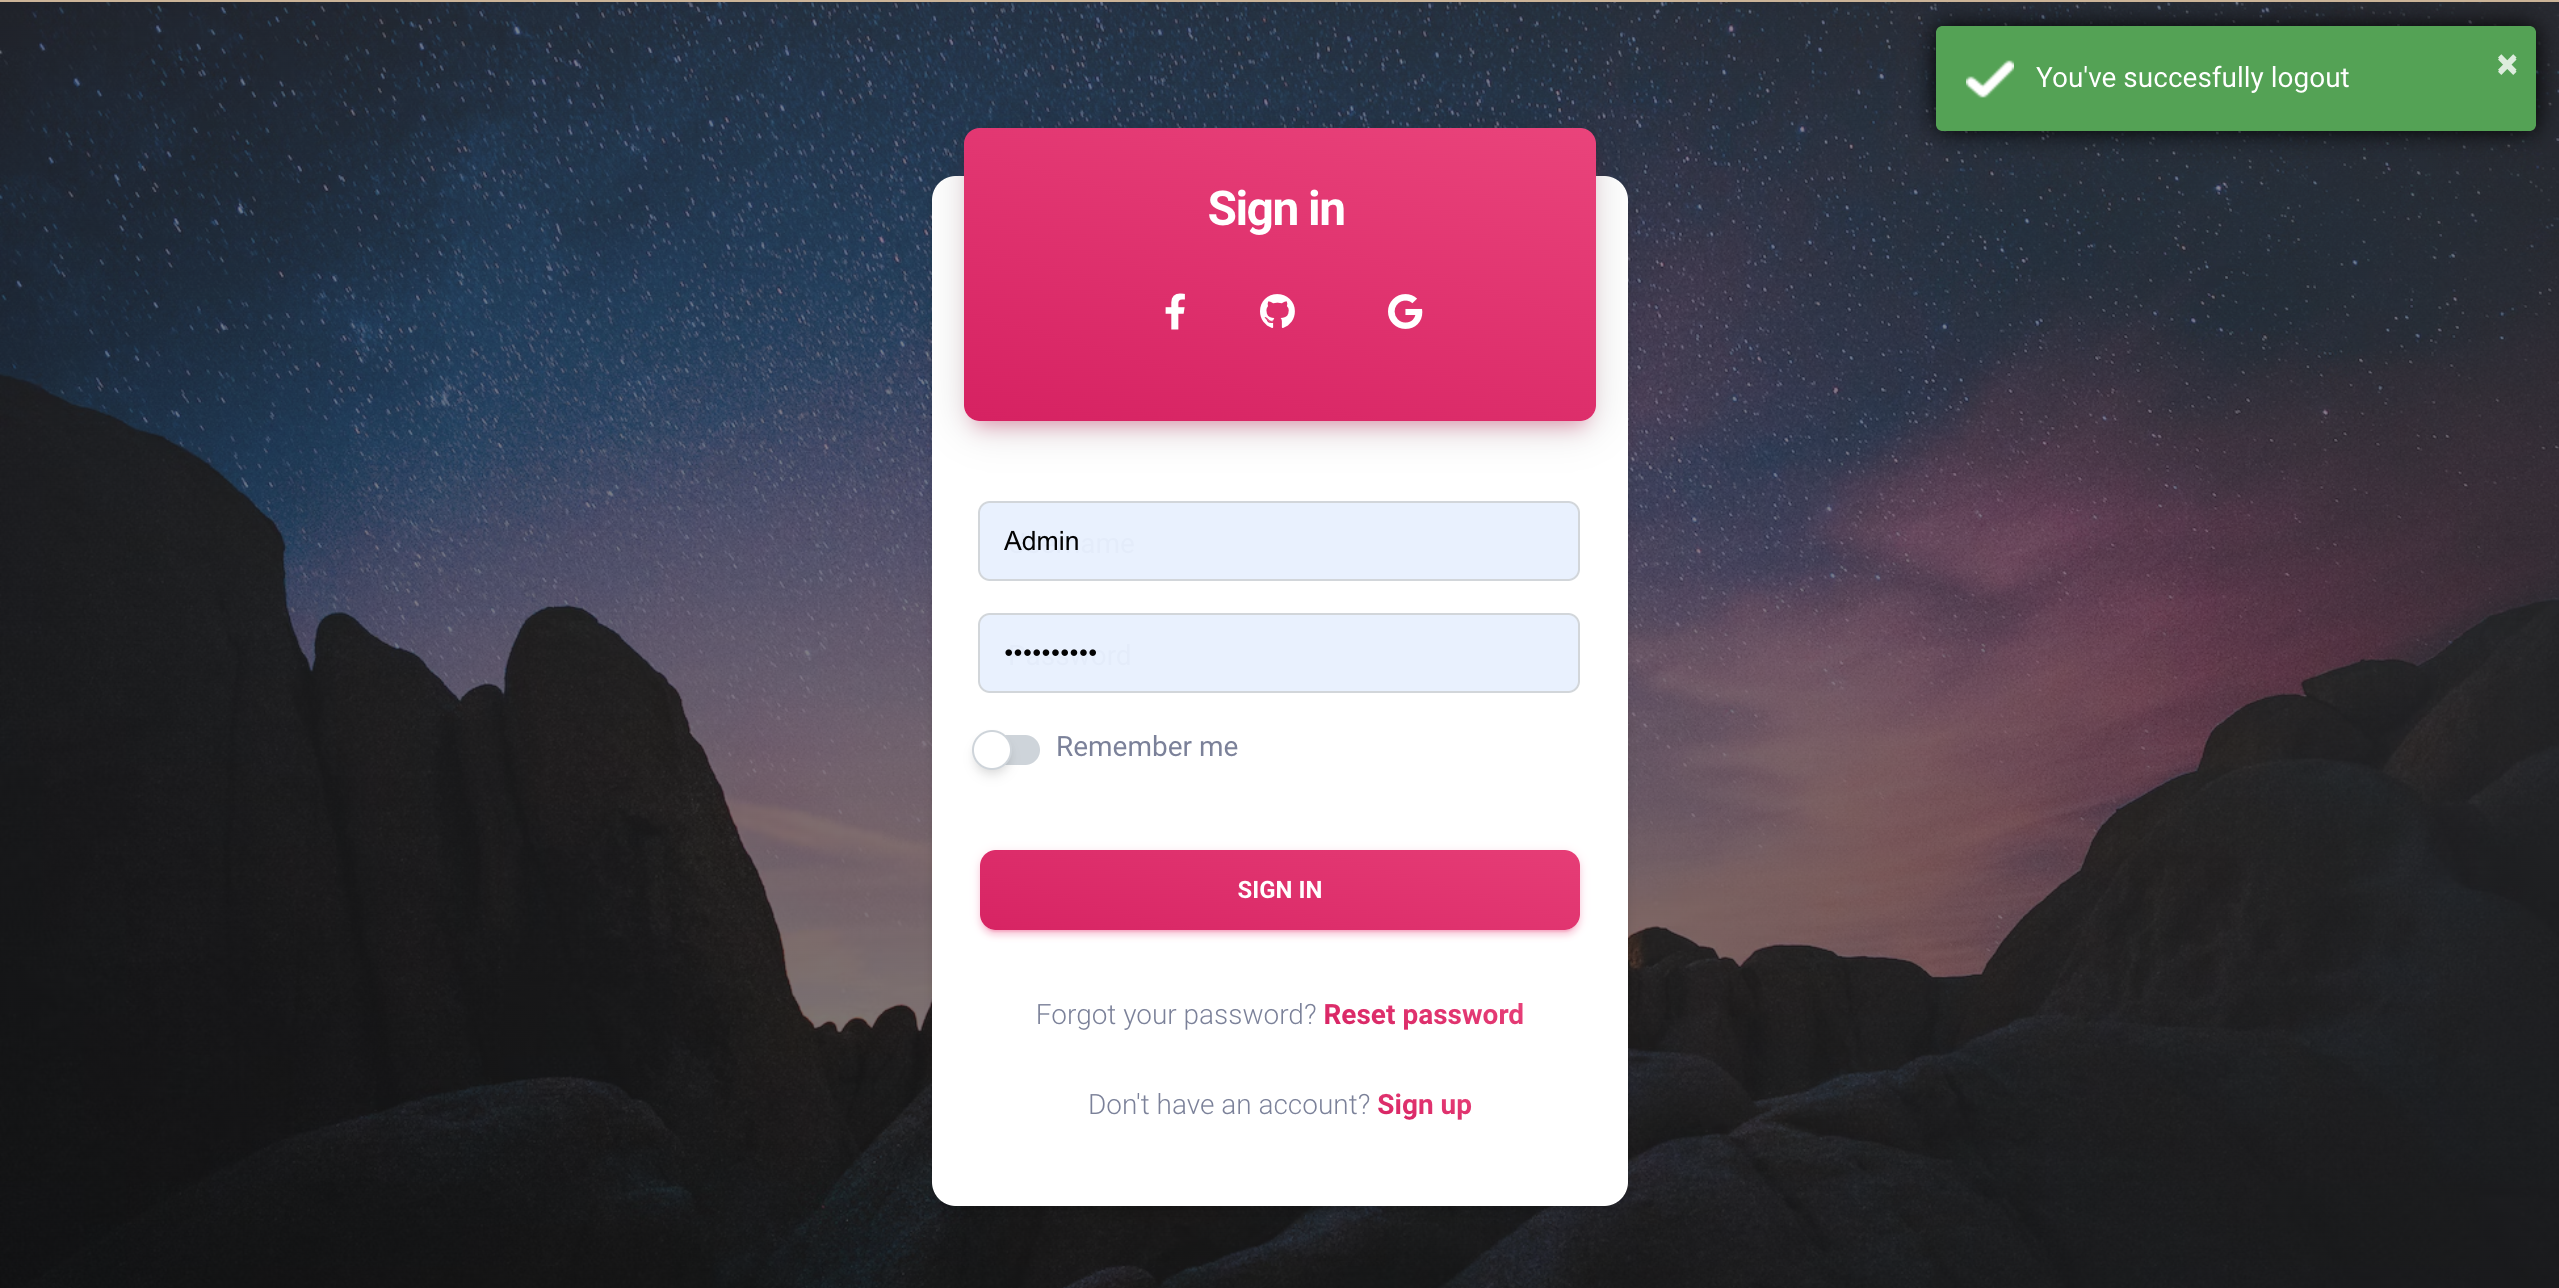 You've succesfully logout
Sign in
Admin
••••••••••
Remember me
SIGN IN
Forgot your password? Reset password
Don't have an account? Sign up